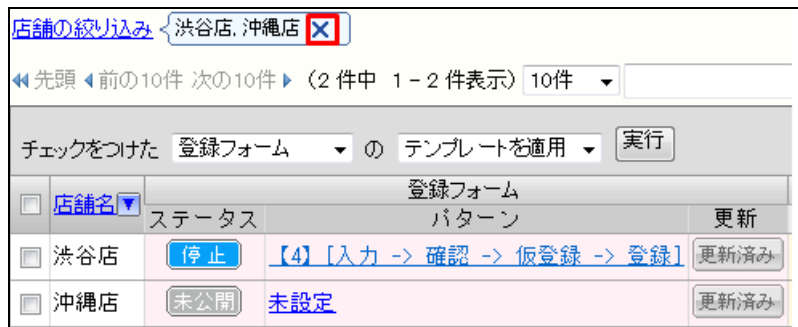 店舗の絞り込み 渋谷店, 沖縄店 X
先頭 前の10件 次の10件 (2 件中 1 - 2 件表示) 10件
チェックをつけた 登録フォーム の テンプレートを適用 実行
店舗名 登録フォーム
ステータス パターン 更新
渋谷店 停止 【4】 [入力 -> 確認 -> 仮登録 -> 登録] 更新済み
沖縄店 未公開 未設定 更新済み